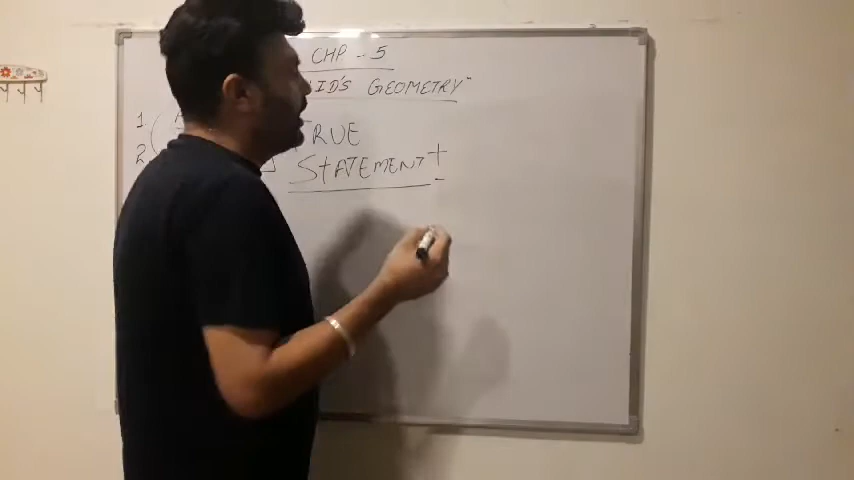 CHP - 5
ID'S GEOMETRY"
1.
TRUE
2.
STATEMENT +
-